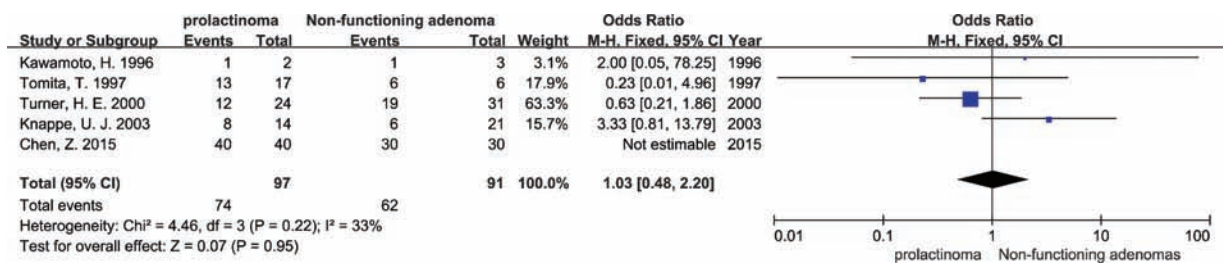 prolactinoma Non-functioning adenoma Odds Ratio Odds Ratio
Study or Subgroup Events Total Events Total Weight M-H, Fixed, 95% CI Year M-H, Fixed, 95% CI
Kawamoto, H. 1996 1 2 1 3 3.1% 2.00 [0.05, 78.25] 1996
Tomita, T. 1997 13 17 6 6 17.9% 0.23 [0.01, 4.96] 1997
Turner, H. E. 2000 12 24 19 31 63.3% 0.63 [0.21, 1.86] 2000
Knappe, U. J. 2003 8 14 6 21 15.7% 3.33 [0.81, 13.79] 2003
Chen, Z. 2015 40 40 30 30 Not estimable 2015
Total (95% CI) 97 91 100.0% 1.03 [0.48, 2.20]
Total events 74 62
Heterogeneity: Chi² = 4.46, df = 3 (P = 0.22); I² = 33%
Test for overall effect: Z = 0.07 (P = 0.95)
0.01 0.1 1 10 100
prolactinoma Non-functioning adenomas